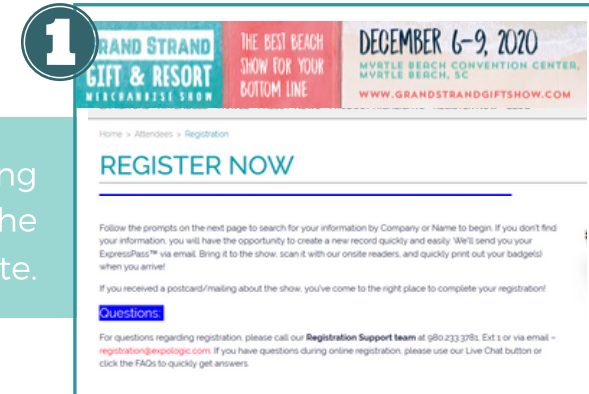 1
GRAND STRAND
GIFT & RESORT
MERCHANDISE SHOW
THE BEST BEACH
SHOW FOR YOUR
BOTTOM LINE
DECEMBER 6-9, 2020
MYRTLE BEACH CONVENTION CENTER,
MYRTLE BEACH, SC
WWW.GRANDSTRANDGIFTSHOW.COM
Home > Attendees > Registration
REGISTER NOW
ing
he
te.
Follow the prompts on the next page to search for your information by Company or Name to begin. If you don't find
your information, you will have the opportunity to create a new record quickly and easily. We'll send you your
ExpressPass™ via email. Bring it to the show, scan it with our onsite readers, and quickly print out your badge(s)
when you arrive!
If you received a postcard/mailing about the show, you've come to the right place to complete your registration!
Questions:
For questions regarding registration, please call our Registration Support team at 980.233.3781, Ext 1 or via email –
registration@expologic.com. If you have questions during online registration, please use our Live Chat button or
click the FAQs to quickly get answers.